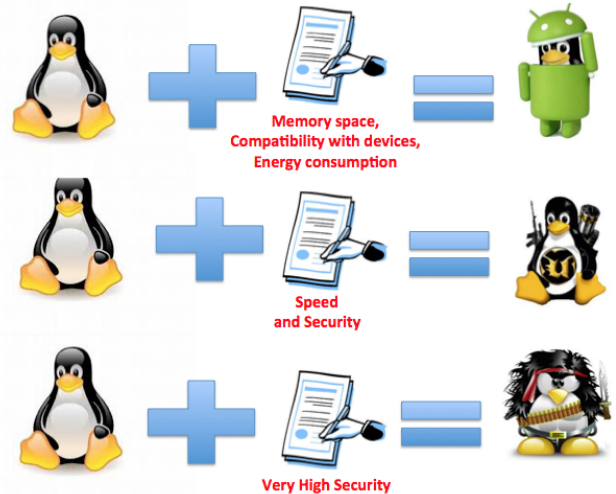 Memory space,
Compatibility with devices,
Energy consumption
Speed
and Security
Very High Security